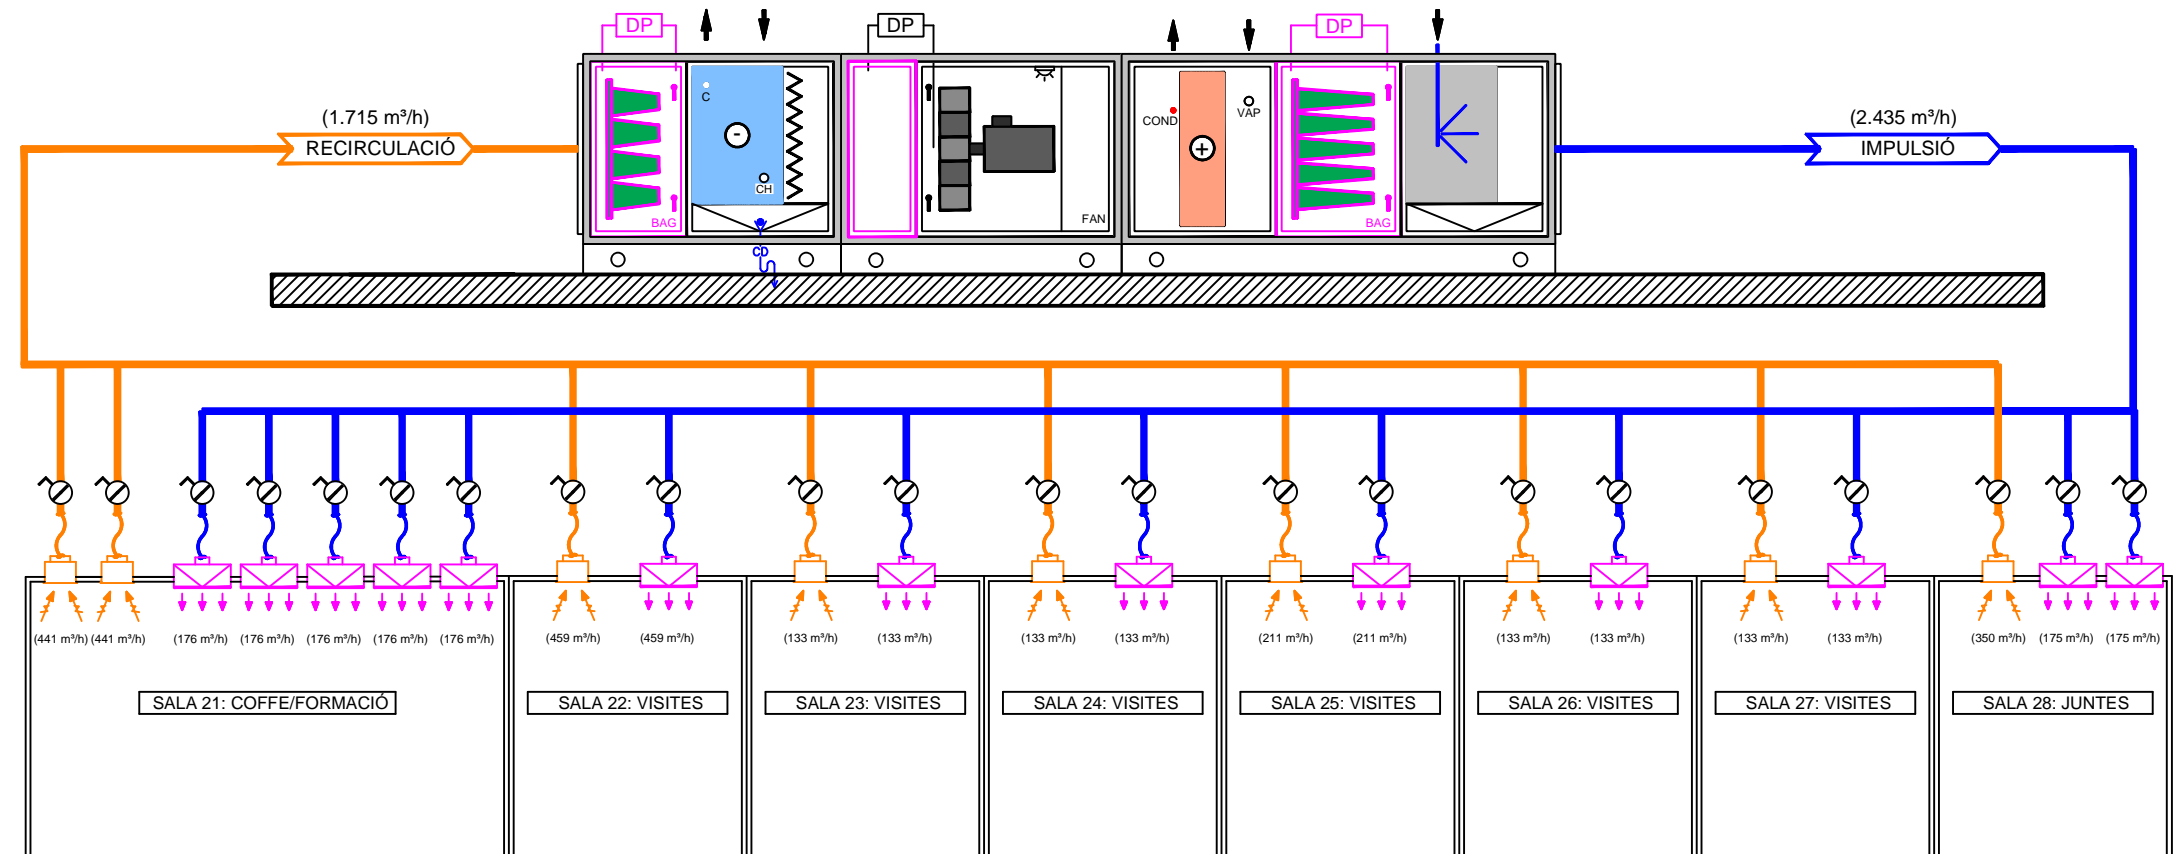 DP
DP
DP
C
CH
BAG
CD
FAN
COND
VAP
BAG
(1.715 m³/h)
RECIRCULACIÓ
(2.435 m³/h)
IMPULSIÓ
(441 m³/h) (441 m³/h) (176 m³/h) (176 m³/h) (176 m³/h) (176 m³/h) (176 m³/h) (459 m³/h) (459 m³/h) (133 m³/h) (133 m³/h) (133 m³/h) (133 m³/h) (211 m³/h) (211 m³/h) (133 m³/h) (133 m³/h) (133 m³/h) (133 m³/h) (350 m³/h) (175 m³/h) (175 m³/h)
SALA 21: COFFE/FORMACIÓ
SALA 22: VISITES
SALA 23: VISITES
SALA 24: VISITES
SALA 25: VISITES
SALA 26: VISITES
SALA 27: VISITES
SALA 28: JUNTES